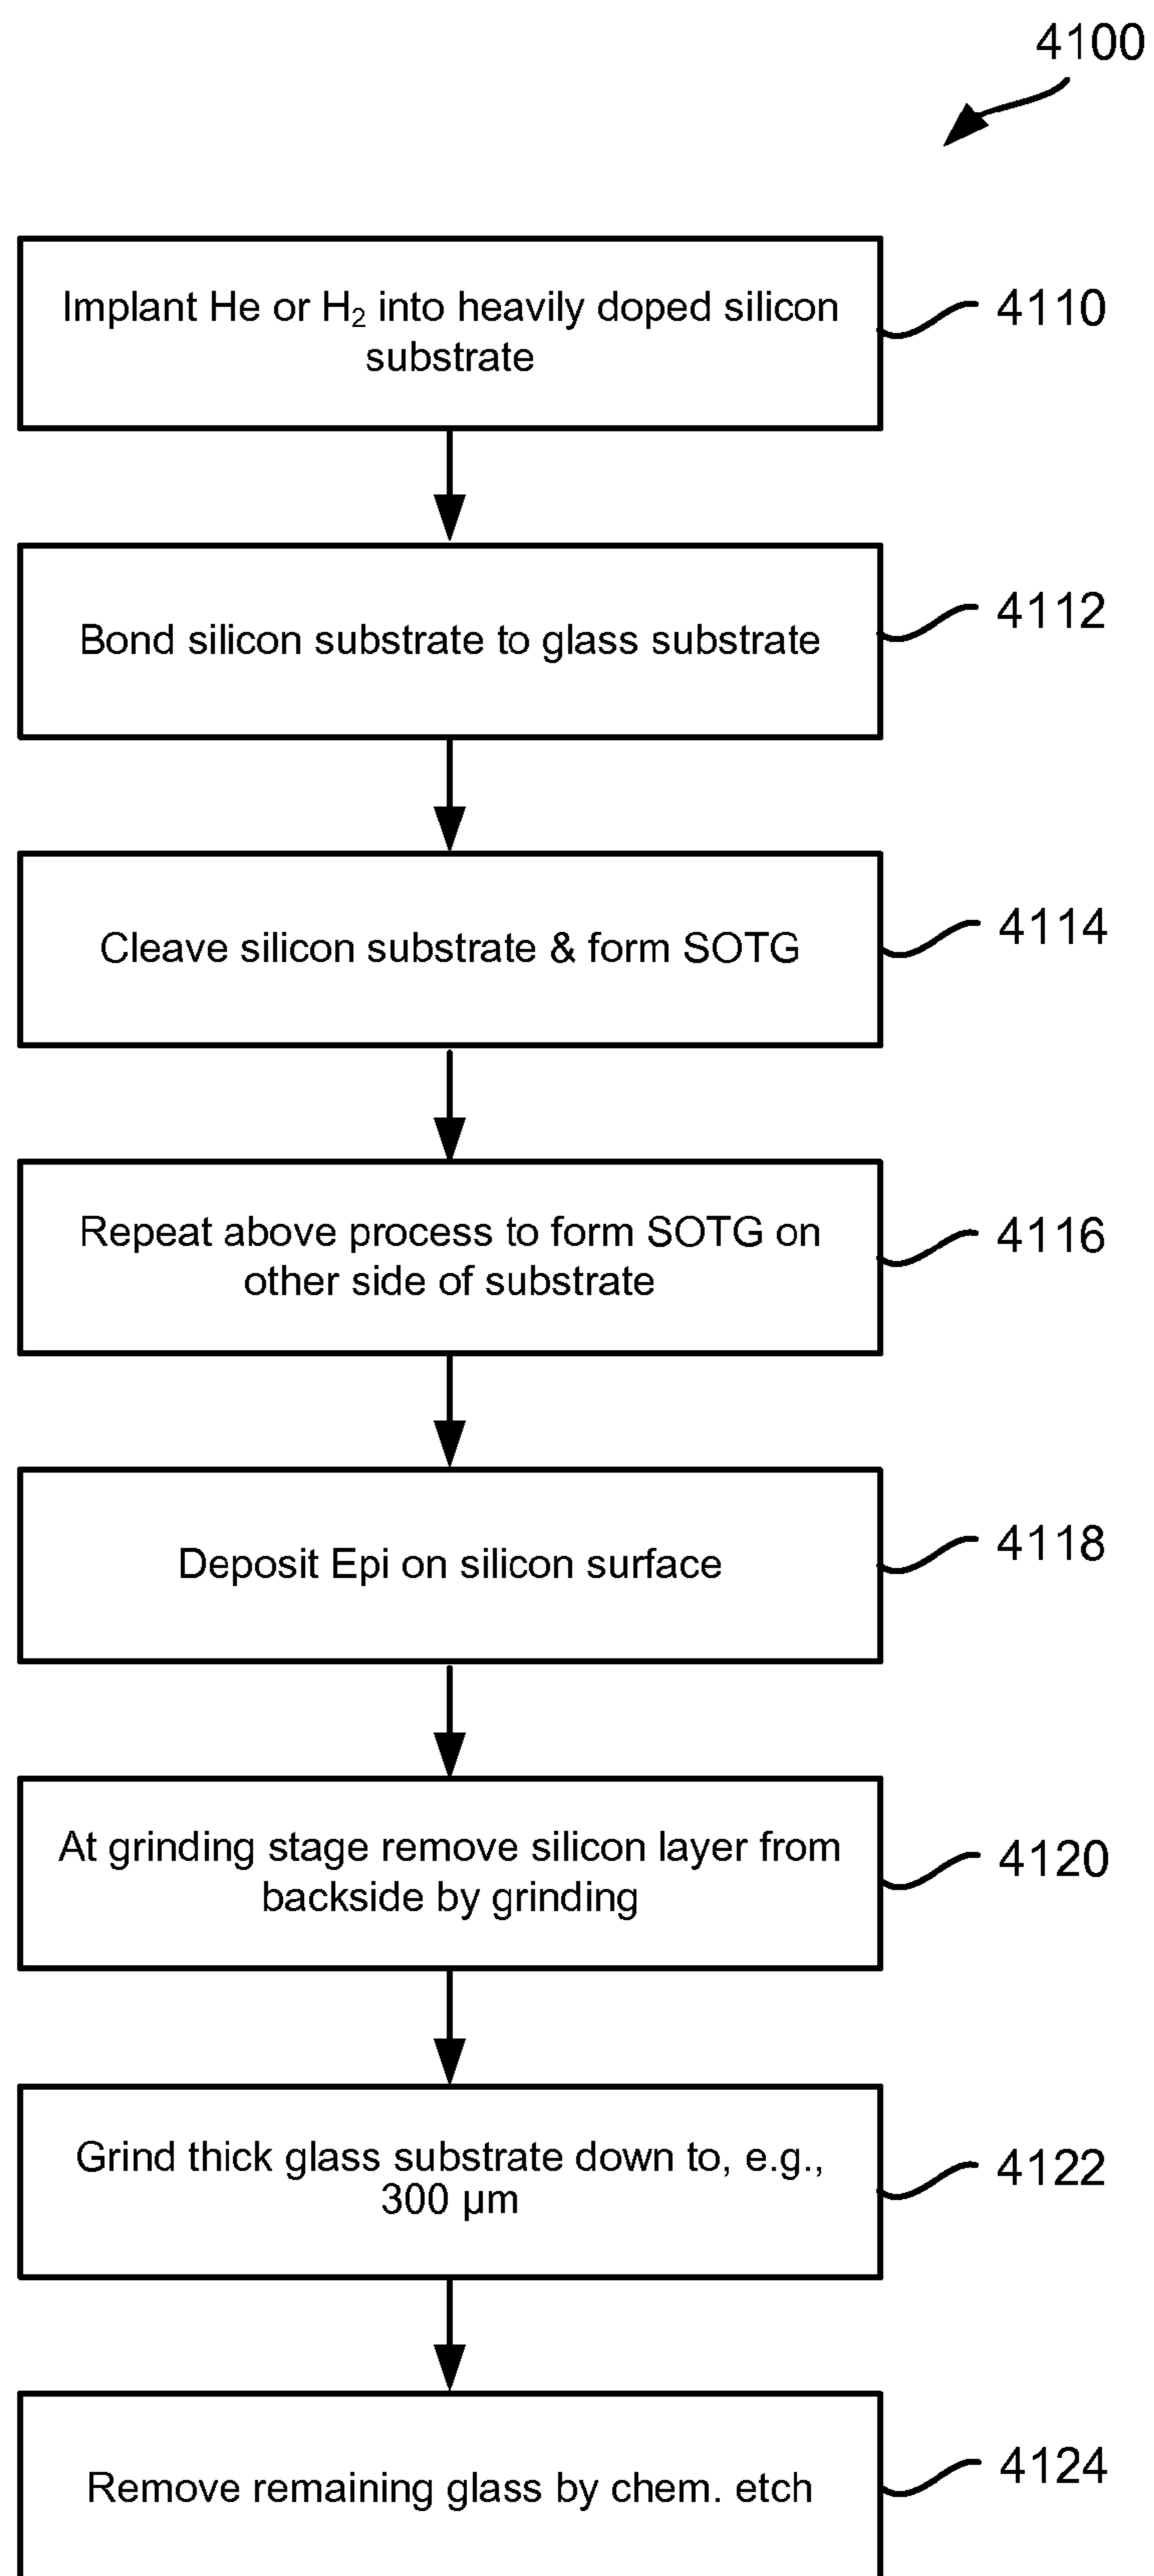 4100
Implant He or H₂ into heavily doped silicon
substrate
4110
Bond silicon substrate to glass substrate
4112
Cleave silicon substrate & form SOTG
4114
Repeat above process to form SOTG on
other side of substrate
4116
Deposit Epi on silicon surface
4118
At grinding stage remove silicon layer from
backside by grinding
4120
Grind thick glass substrate down to, e.g.,
300 µm
4122
Remove remaining glass by chem. etch
4124